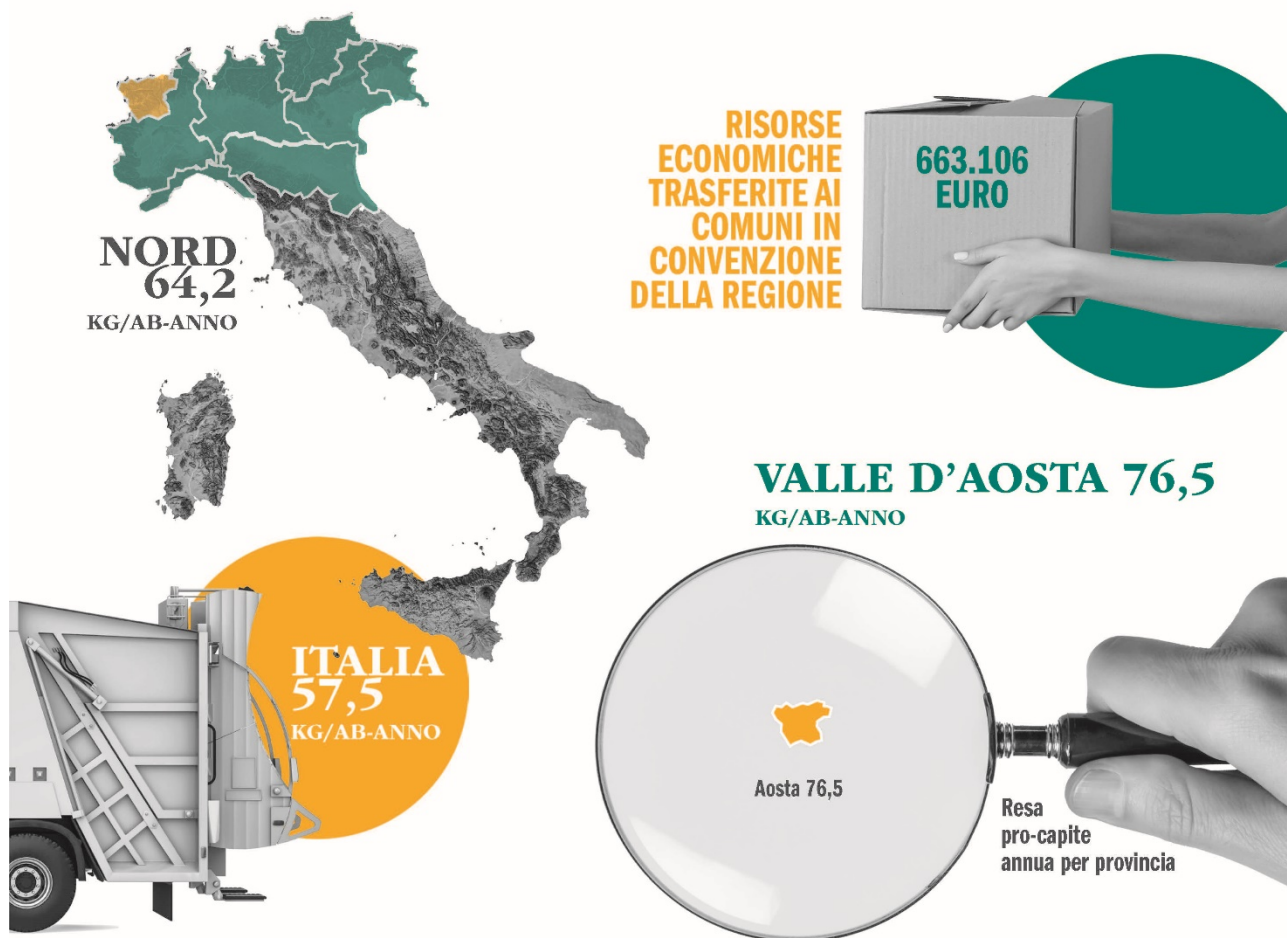 NORD
64,2
KG/AB-ANNO
RISORSE
ECONOMICHE
TRASFERITE AI
COMUNI IN
CONVENZIONE
DELLA REGIONE
663.106
EURO
VALLE D’AOSTA 76,5
KG/AB-ANNO
ITALIA
57,5
KG/AB-ANNO
Aosta 76,5
Resa
pro-capite
annua per provincia